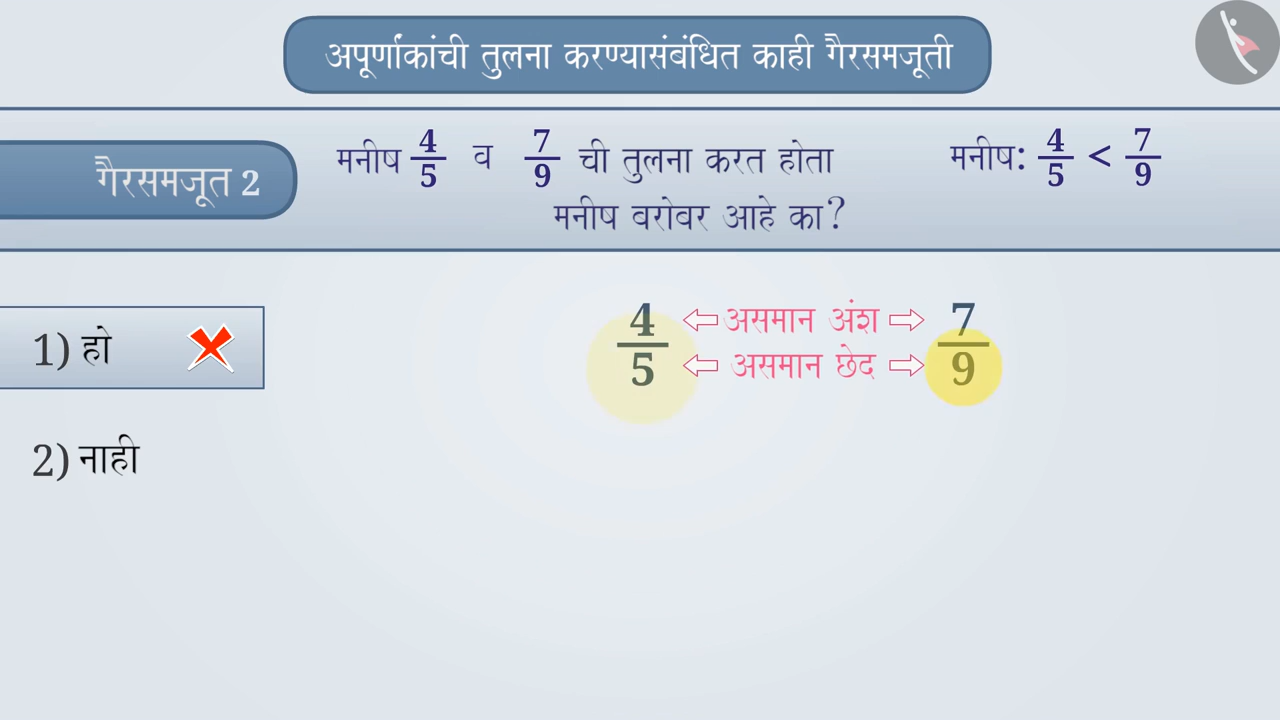 अपूर्णांकांची तुलना करण्यासंबंधित काही गैरसमजूती
गैरसमजूत 2
मनीष 4/5 व 7/9 ची तुलना करत होता
मनीष: 4/5 < 7/9
मनीष बरोबर आहे का?
1) हो
4/5 असमान अंश 7/9
असमान छेद
2) नाही